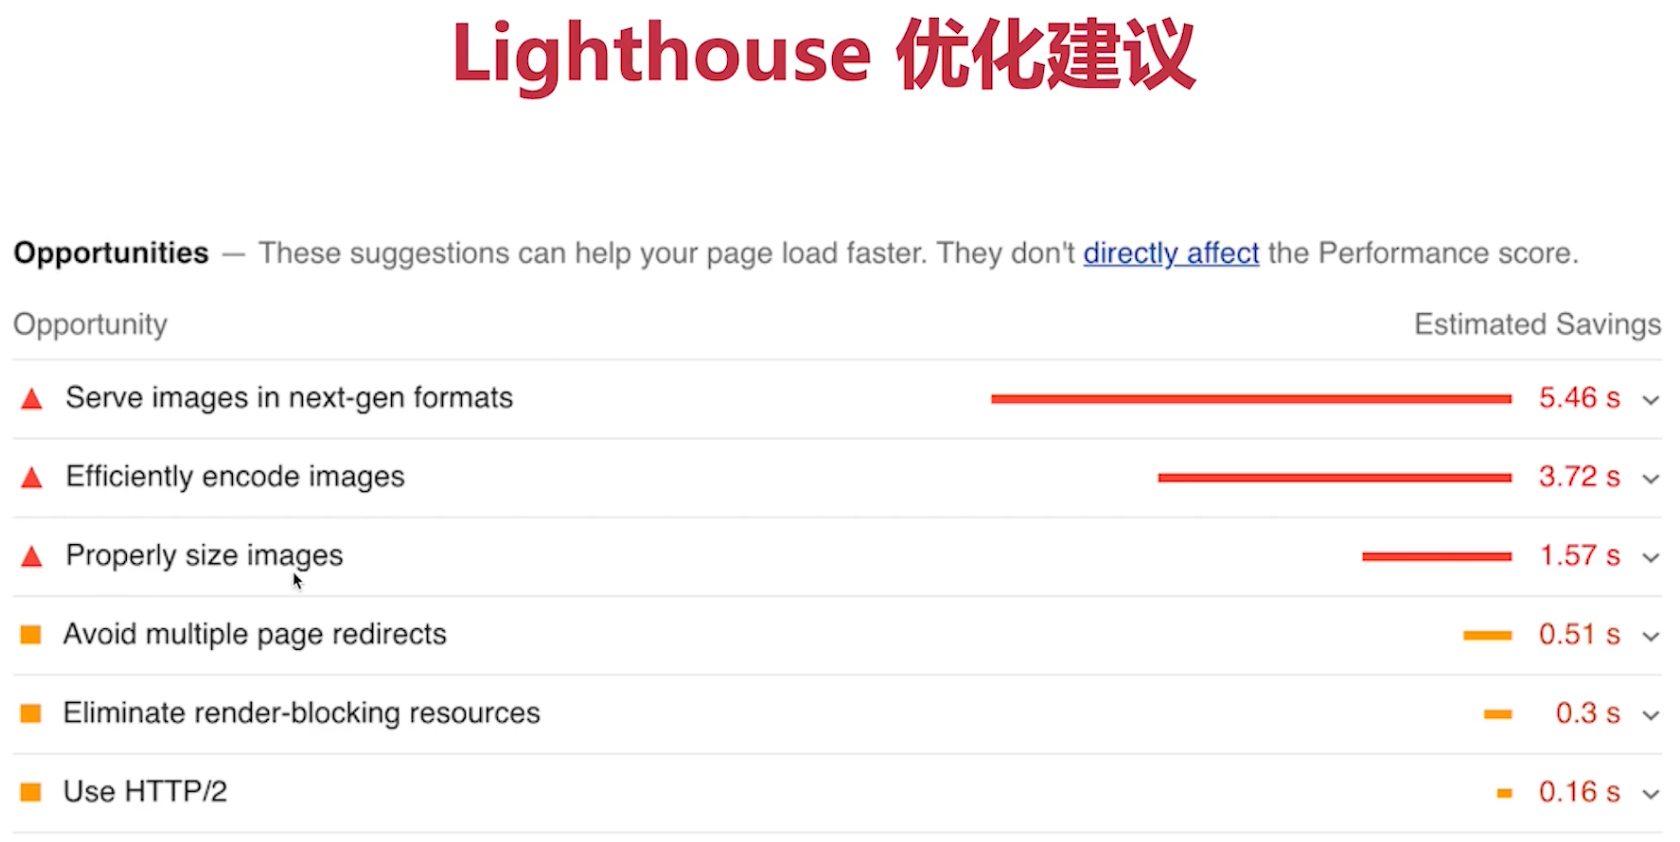 Lighthouse 优化建议
Opportunities — These suggestions can help your page load faster. They don't directly affect the Performance score.
Opportunity Estimated Savings
Serve images in next-gen formats 5.46 s
Efficiently encode images 3.72 s
Properly size images 1.57 s
Avoid multiple page redirects 0.51 s
Eliminate render-blocking resources 0.3 s
Use HTTP/2 0.16 s